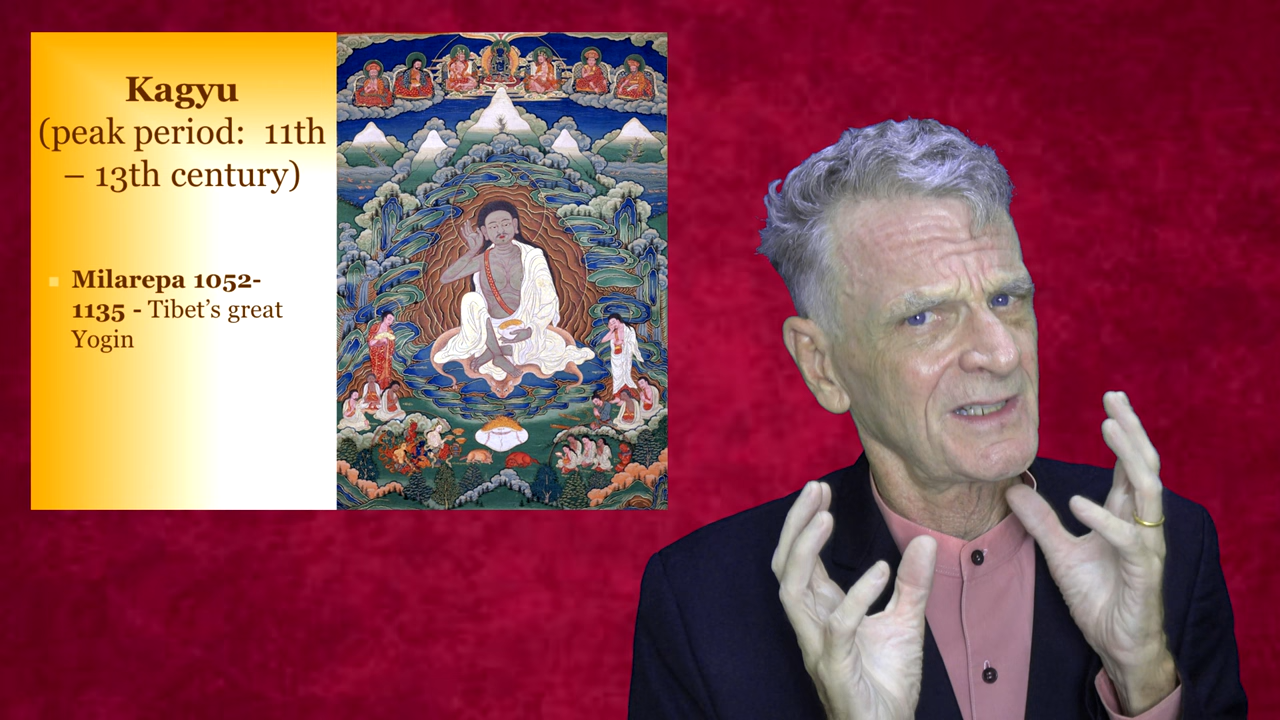 Kagyu
(peak period:  11th
– 13th century)
Milarepa 1052-
1135 - Tibet’s great
Yogin